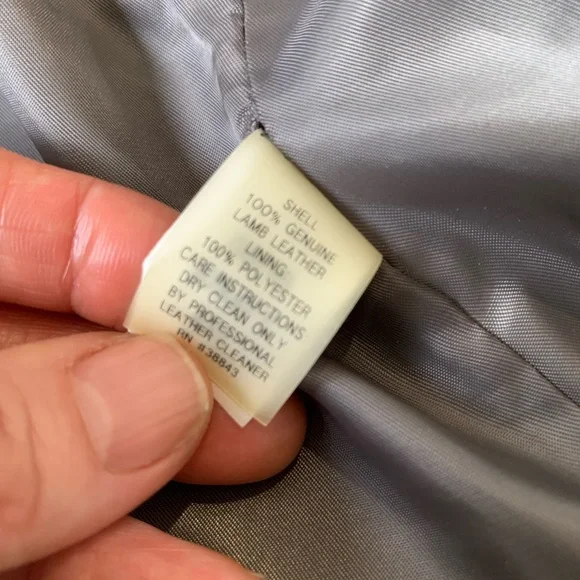 SHELL
100% GENUINE
LAMB LEATHER
LINING:
100% POLYESTER
CARE INSTRUCTIONS
DRY CLEAN ONLY
BY PROFESSIONAL
LEATHER CLEANER
RN #38843